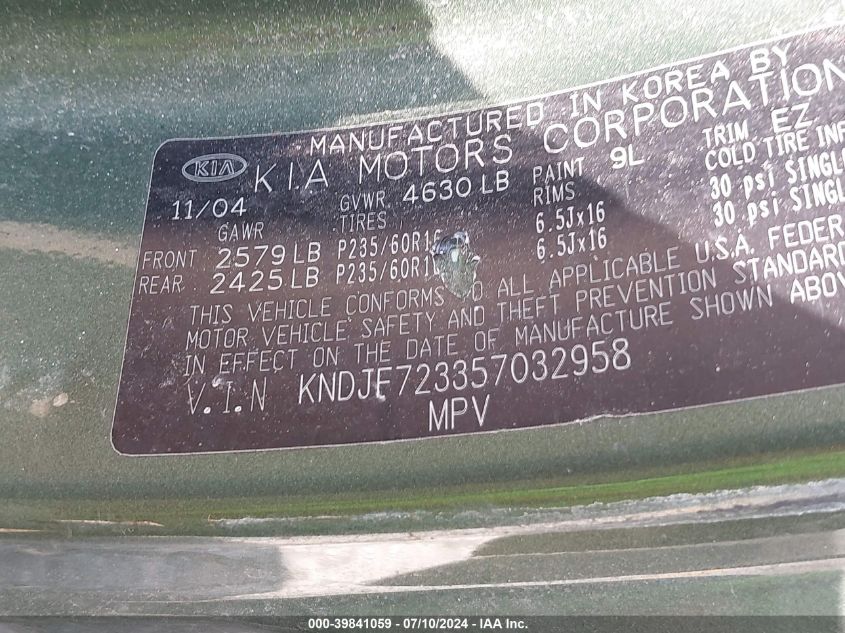 MANUFACTURED IN KOREA BY
KIA KIA MOTORS CORPORATION
11/04 GVWR 4630 LB PAINT 9L TRIM EZ
GAWR TIRES RIMS COLD TIRE INF
FRONT 2579 LB P235/60R16 6.5Jx16 30 psi SINGLE
REAR 2425 LB P235/60R1 6.5Jx16 30 psi SINGL
THIS VEHICLE CONFORMS TO ALL APPLICABLE U.S.A. FEDER
MOTOR VEHICLE SAFETY AND THEFT PREVENTION STANDARD
IN EFFECT ON THE DATE OF MANUFACTURE SHOWN ABOV
V.I.N KNDJF723357032958
MPV
000-39841059 - 07/10/2024 - IAA Inc.